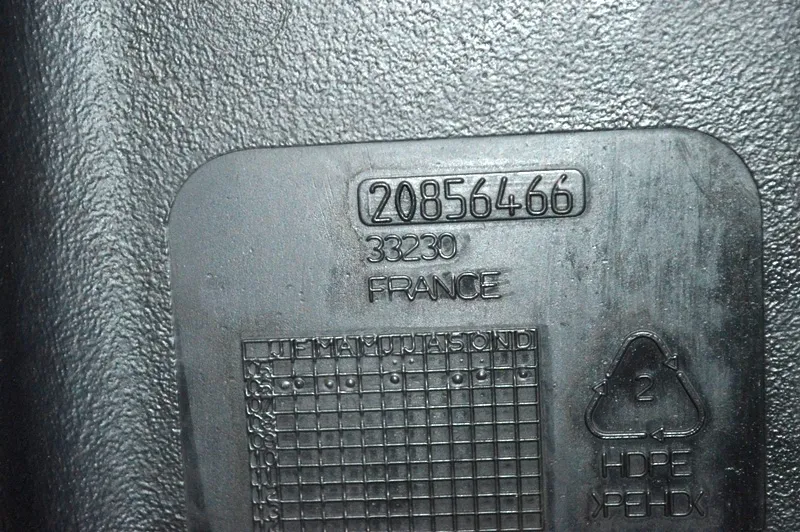 20856466
33230
FRANCE
J F M A M J J A S O N D
2
HDPE
>PEHD<